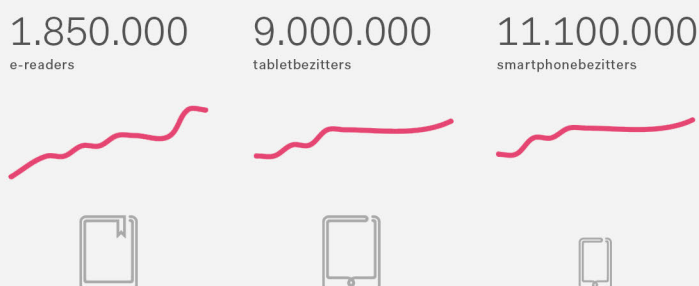 1.850.000
e-readers
9.000.000
tabletbezitters
11.100.000
smartphonebezitters